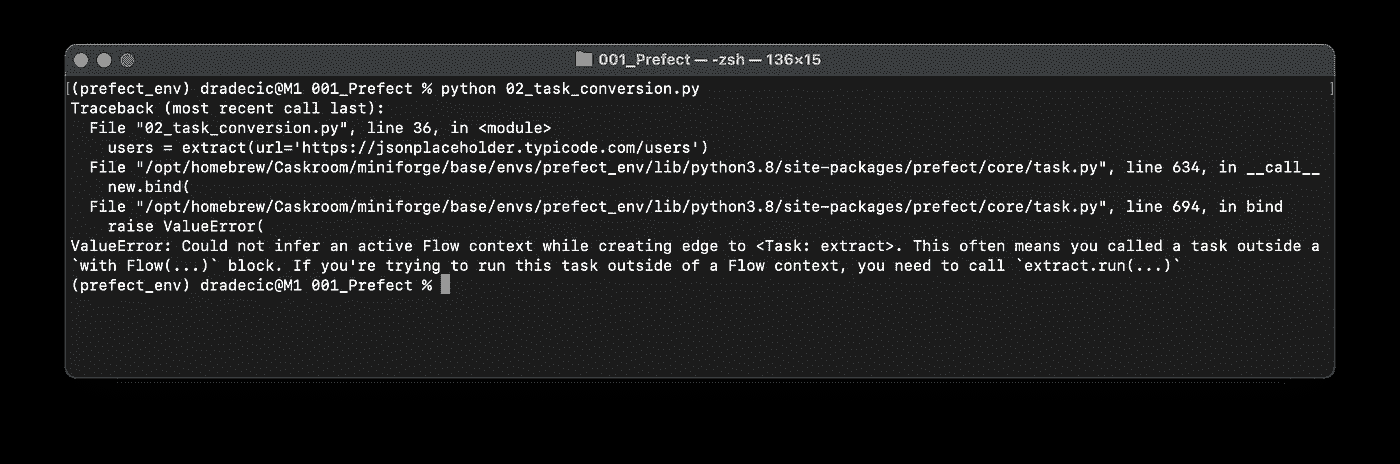 001_Prefect — -zsh — 136×15
[(prefect_env) dradecic@M1 001_Prefect % python 02_task_conversion.py ]
Traceback (most recent call last):
  File "02_task_conversion.py", line 36, in <module>
    users = extract(url='https://jsonplaceholder.typicode.com/users')
  File "/opt/homebrew/Caskroom/miniforge/base/envs/prefect_env/lib/python3.8/site-packages/prefect/core/task.py", line 634, in __call__
    new.bind(
  File "/opt/homebrew/Caskroom/miniforge/base/envs/prefect_env/lib/python3.8/site-packages/prefect/core/task.py", line 694, in bind
    raise ValueError(
ValueError: Could not infer an active Flow context while creating edge to <Task: extract>. This often means you called a task outside a
`with Flow(...)` block. If you're trying to run this task outside of a Flow context, you need to call `extract.run(...)`
(prefect_env) dradecic@M1 001_Prefect %